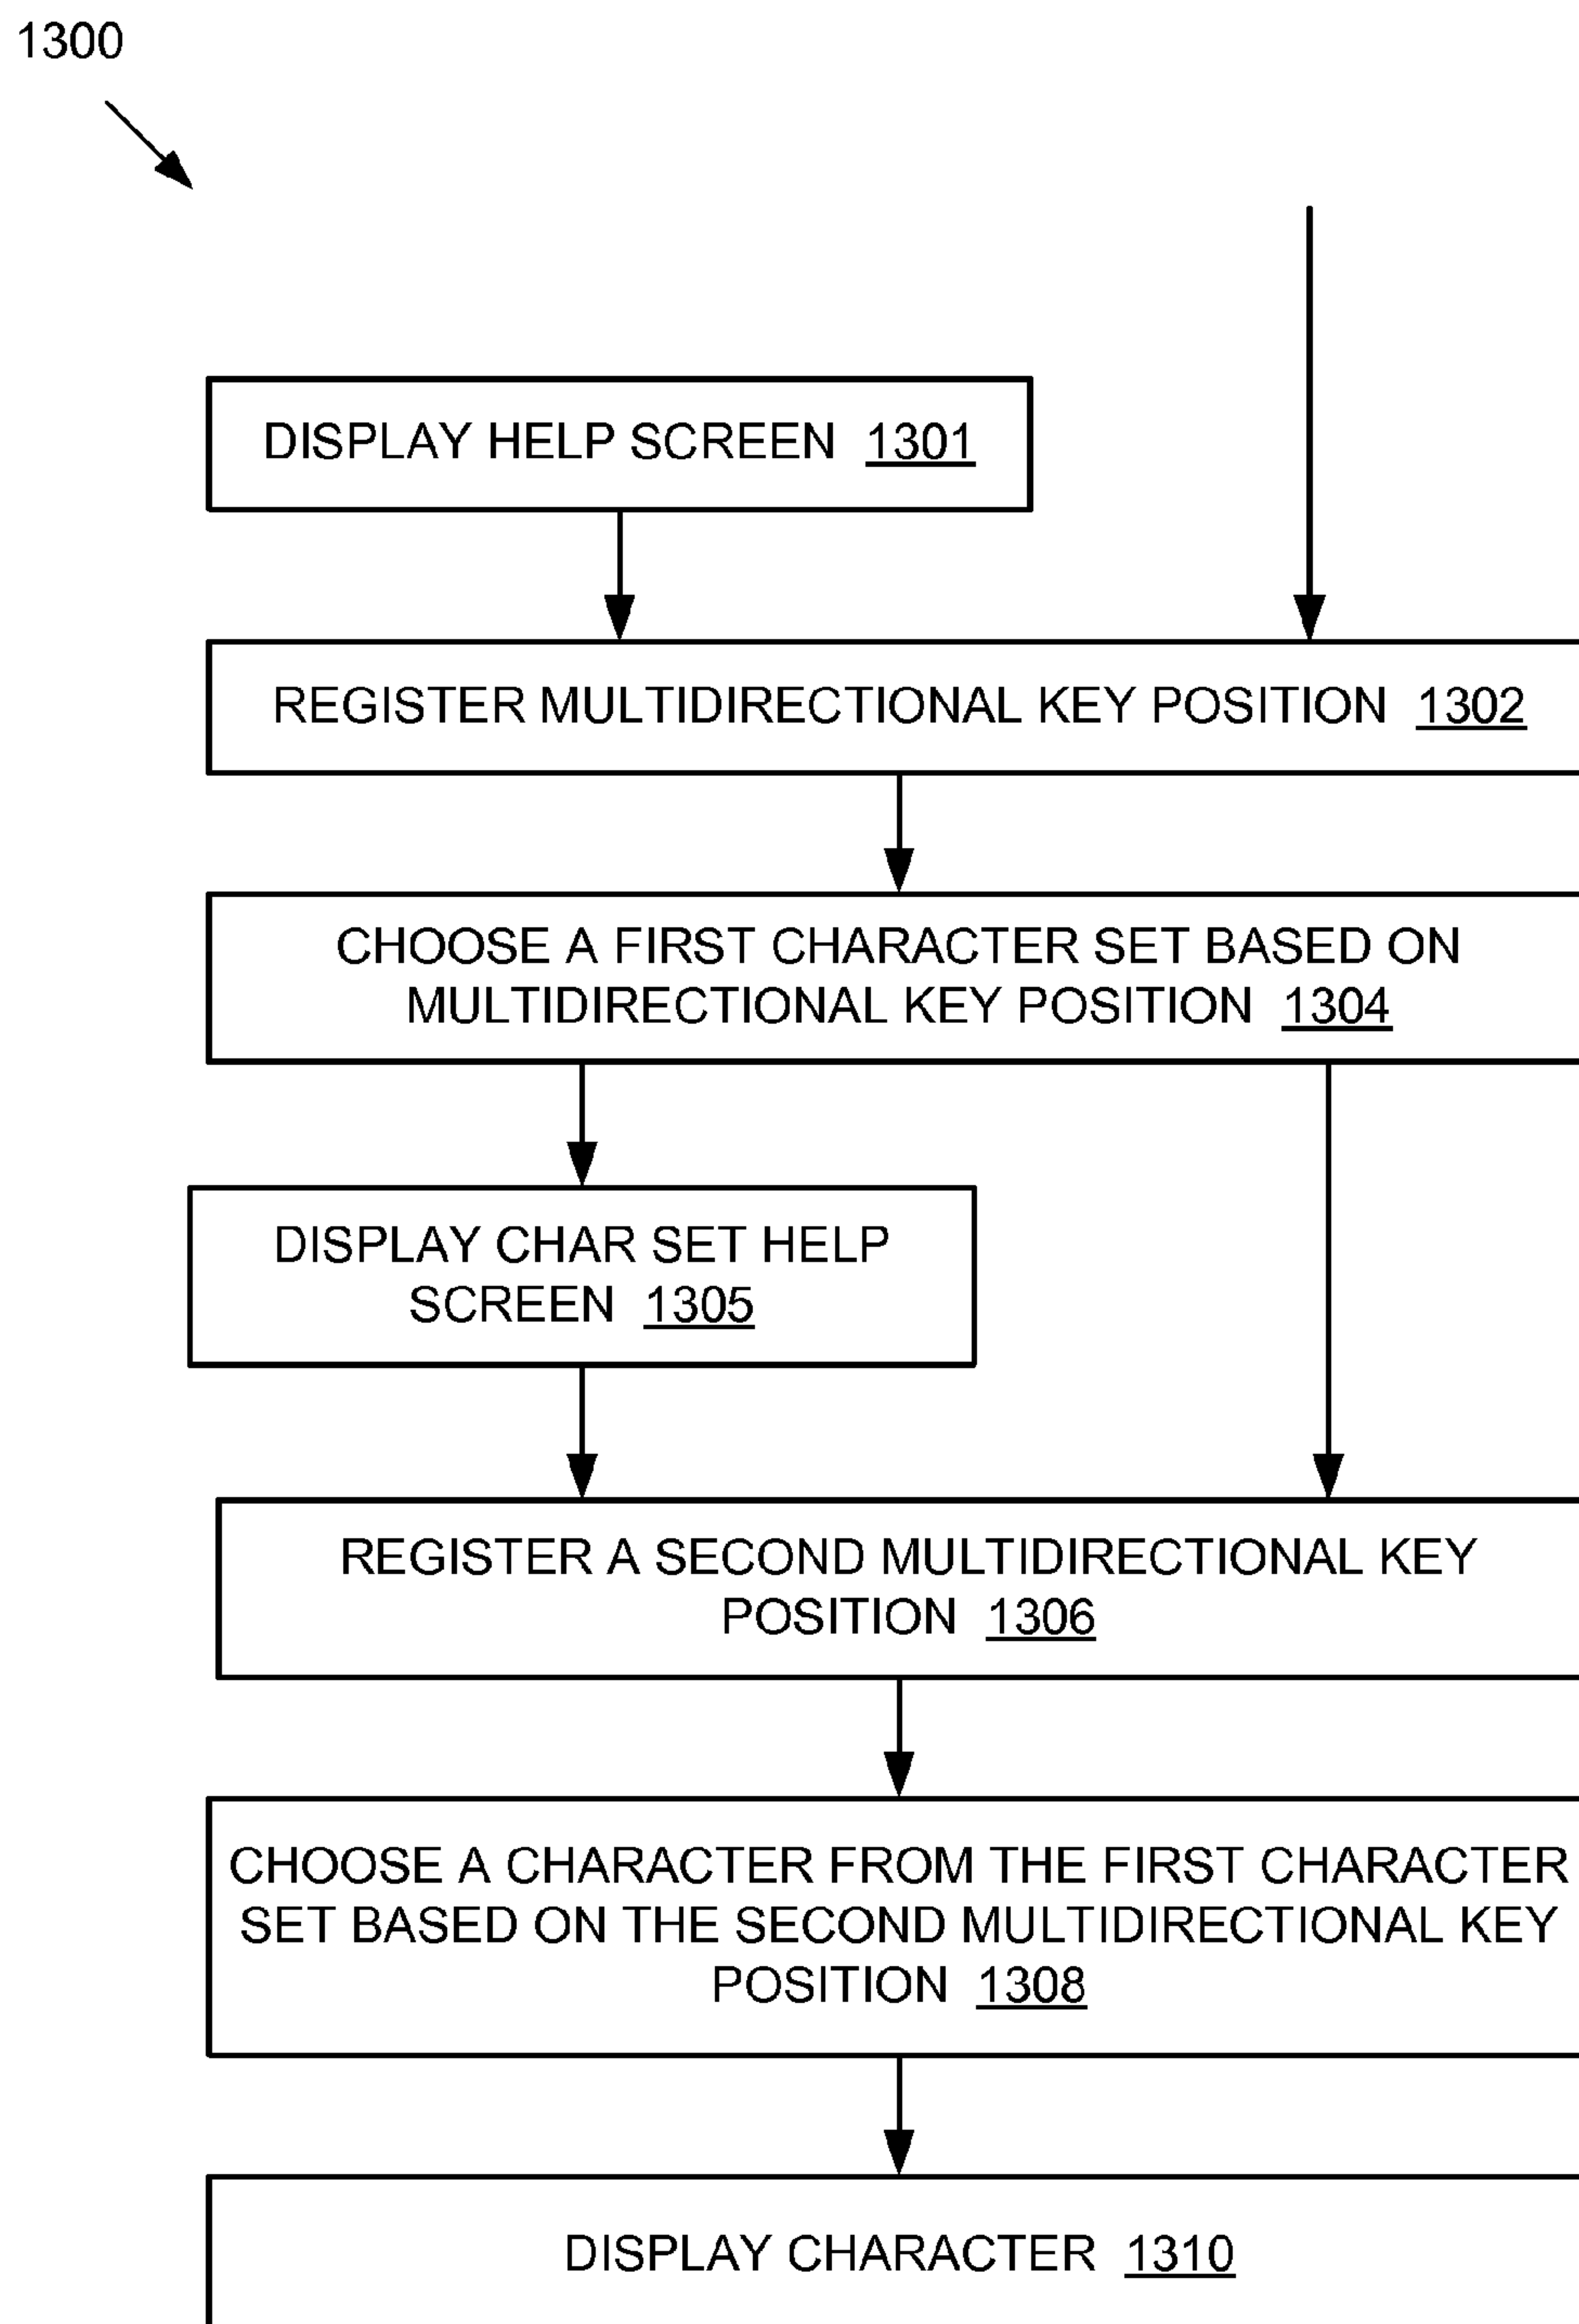 1300
DISPLAY HELP SCREEN 1301
REGISTER MULTIDIRECTIONAL KEY POSITION 1302
CHOOSE A FIRST CHARACTER SET BASED ON
MULTIDIRECTIONAL KEY POSITION 1304
DISPLAY CHAR SET HELP
SCREEN 1305
REGISTER A SECOND MULTIDIRECTIONAL KEY
POSITION 1306
CHOOSE A CHARACTER FROM THE FIRST CHARACTER
SET BASED ON THE SECOND MULTIDIRECTIONAL KEY
POSITION 1308
DISPLAY CHARACTER 1310